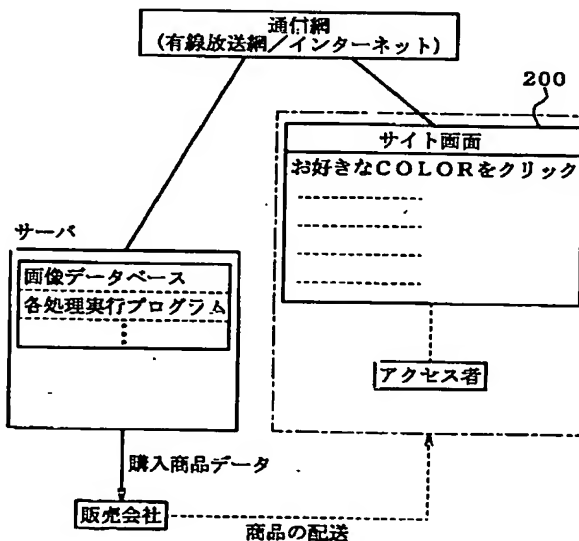 通付網
(有線放送網/インターネット)
200
サイト画面
お好きなCOLORをクリック
サーバ
画像データベース
各処理実行プログラム
アクセス者
購入商品データ
販売会社
商品の配送